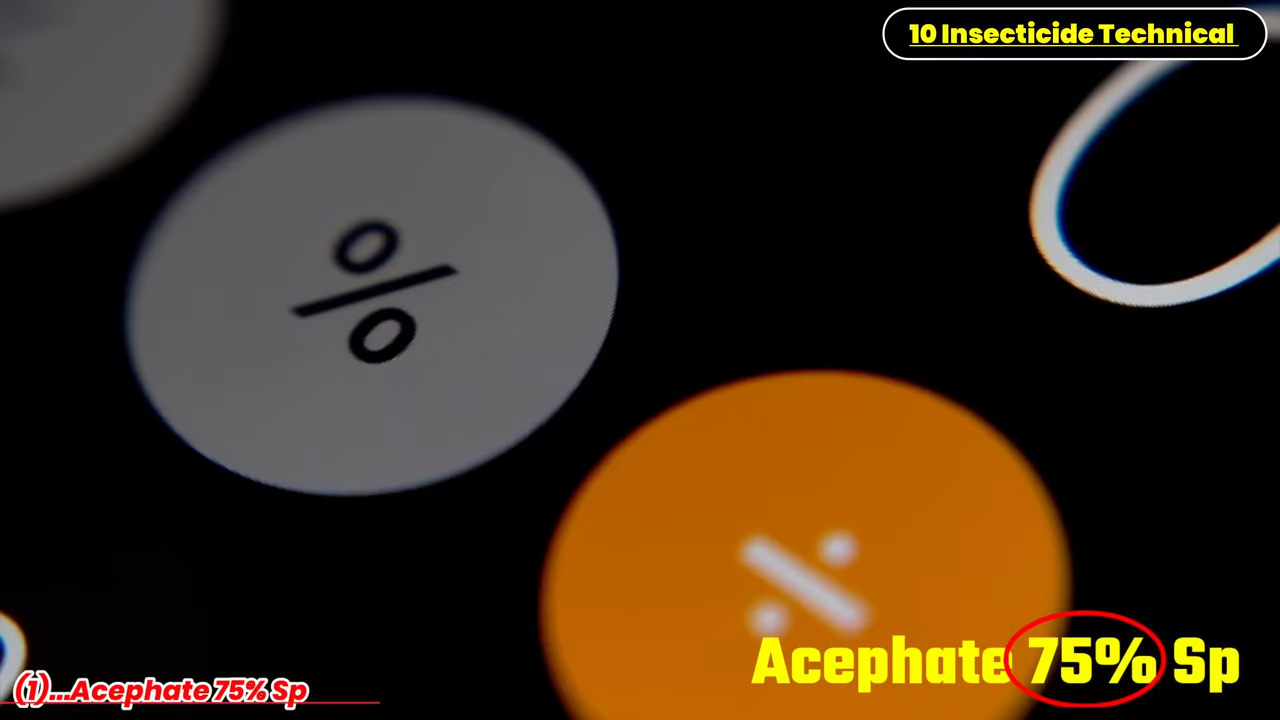 10 Insecticide Technical
%
÷
Acephate 75% Sp
(1)...Acephate 75% Sp